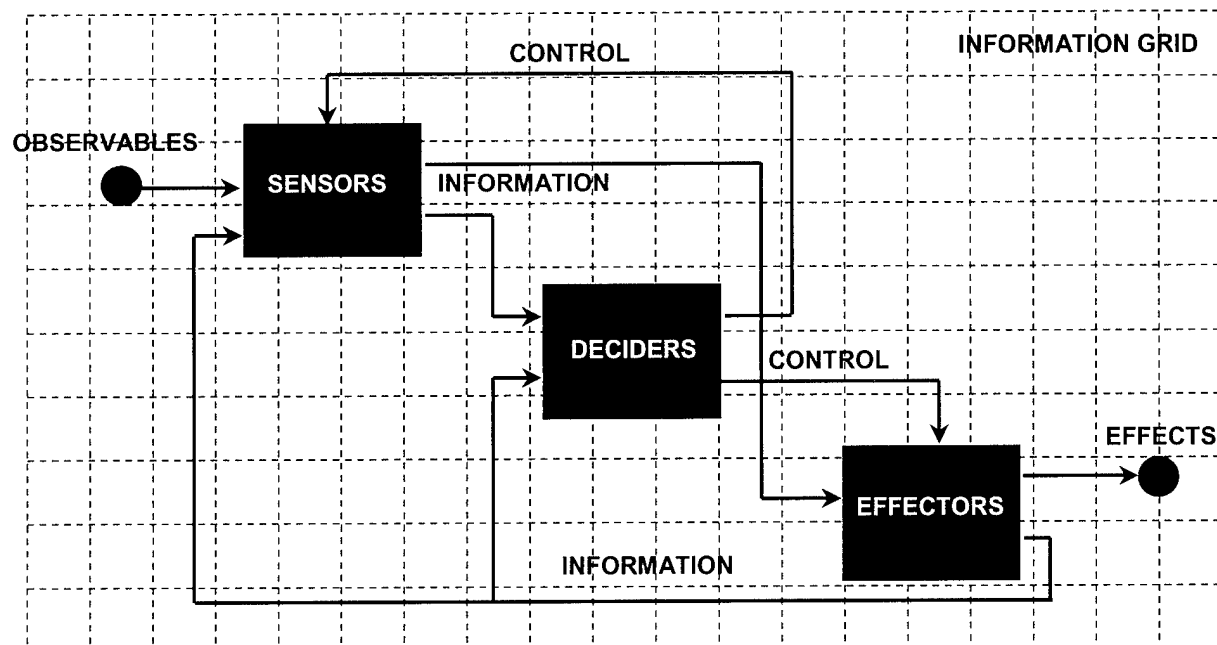 CONTROL
INFORMATION GRID
OBSERVABLES
SENSORS
INFORMATION
DECIDERS
CONTROL
EFFECTS
EFFECTORS
INFORMATION